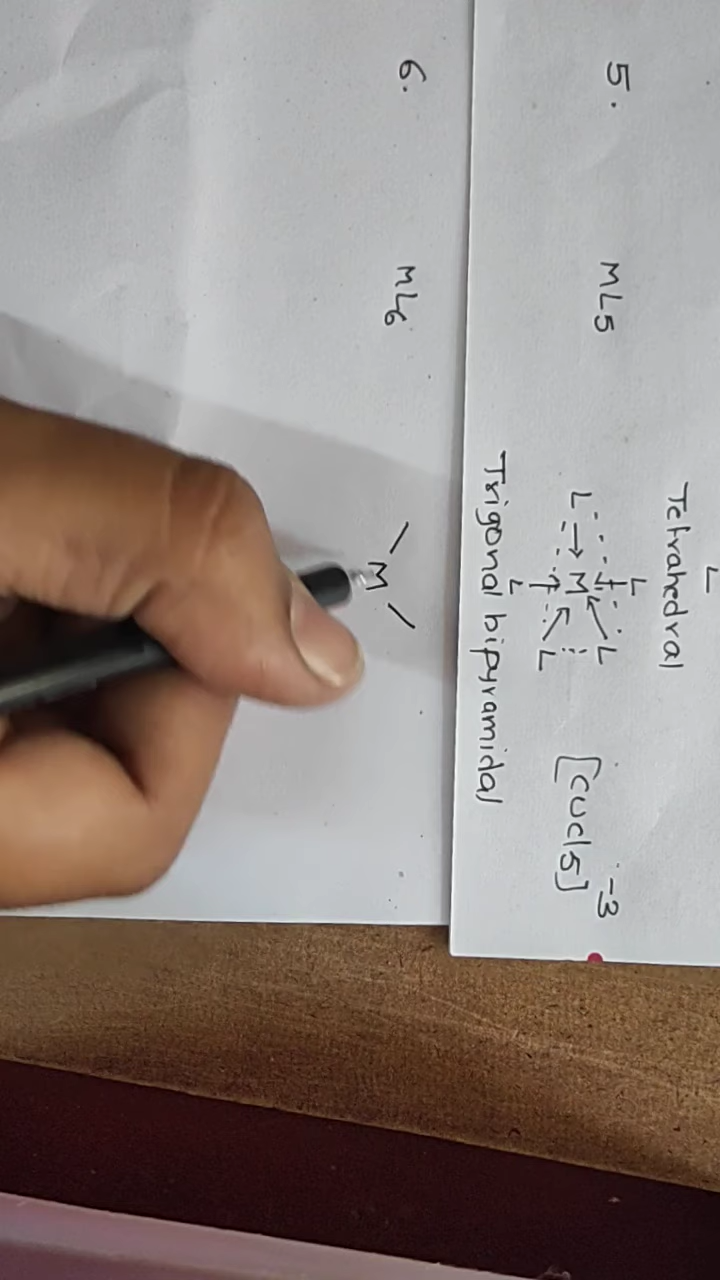 L
Tetrahedral
5. ML5
L
L → M L
L
L
[CuCl5] -3
Trigonal bipyramidal
6. ML6
M